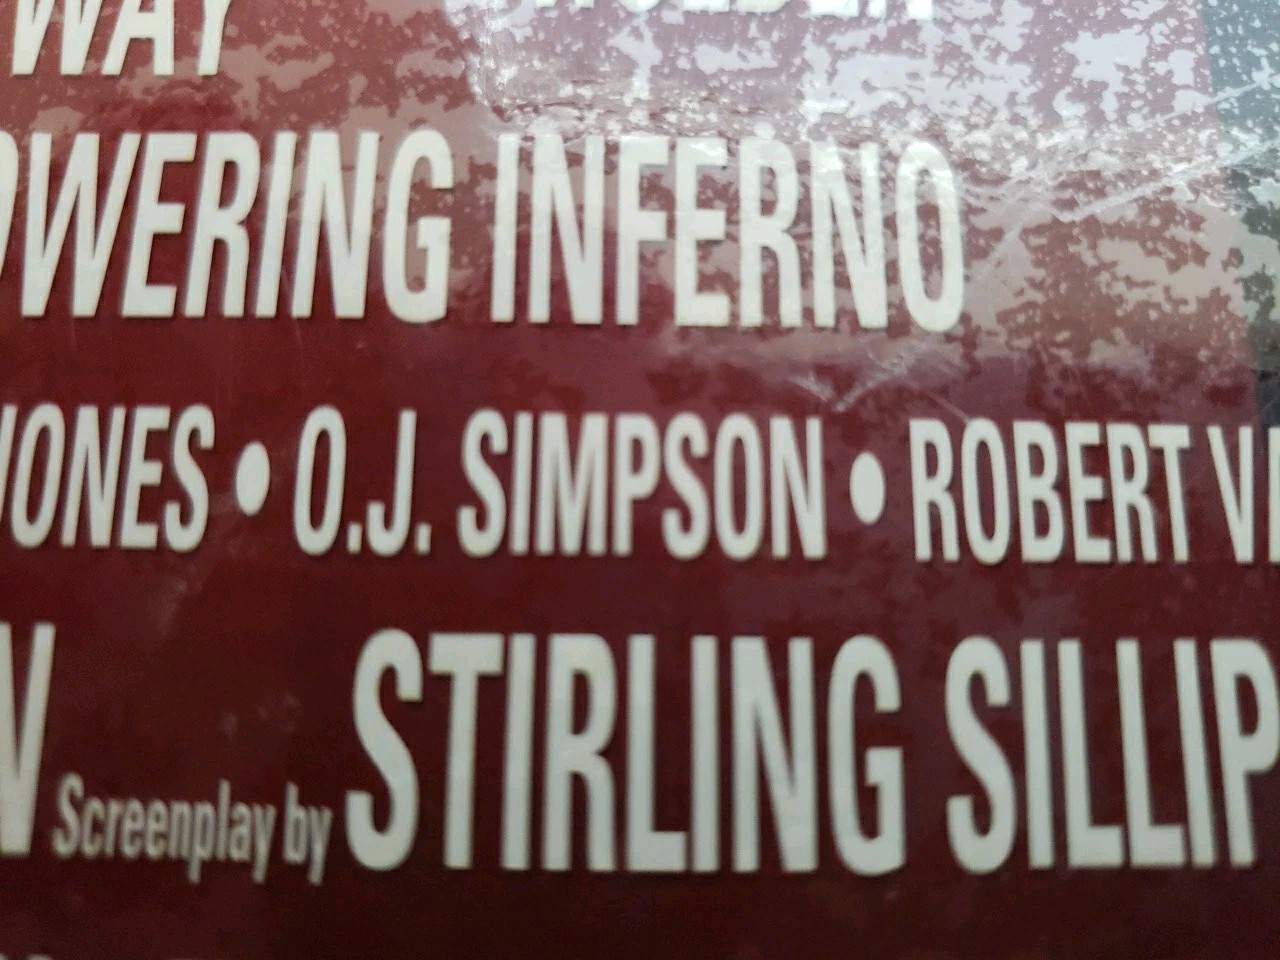 WAY
OWERING INFERNO
JONES • O.J. SIMPSON • ROBERT
Screenplay by STIRLING SILLIP